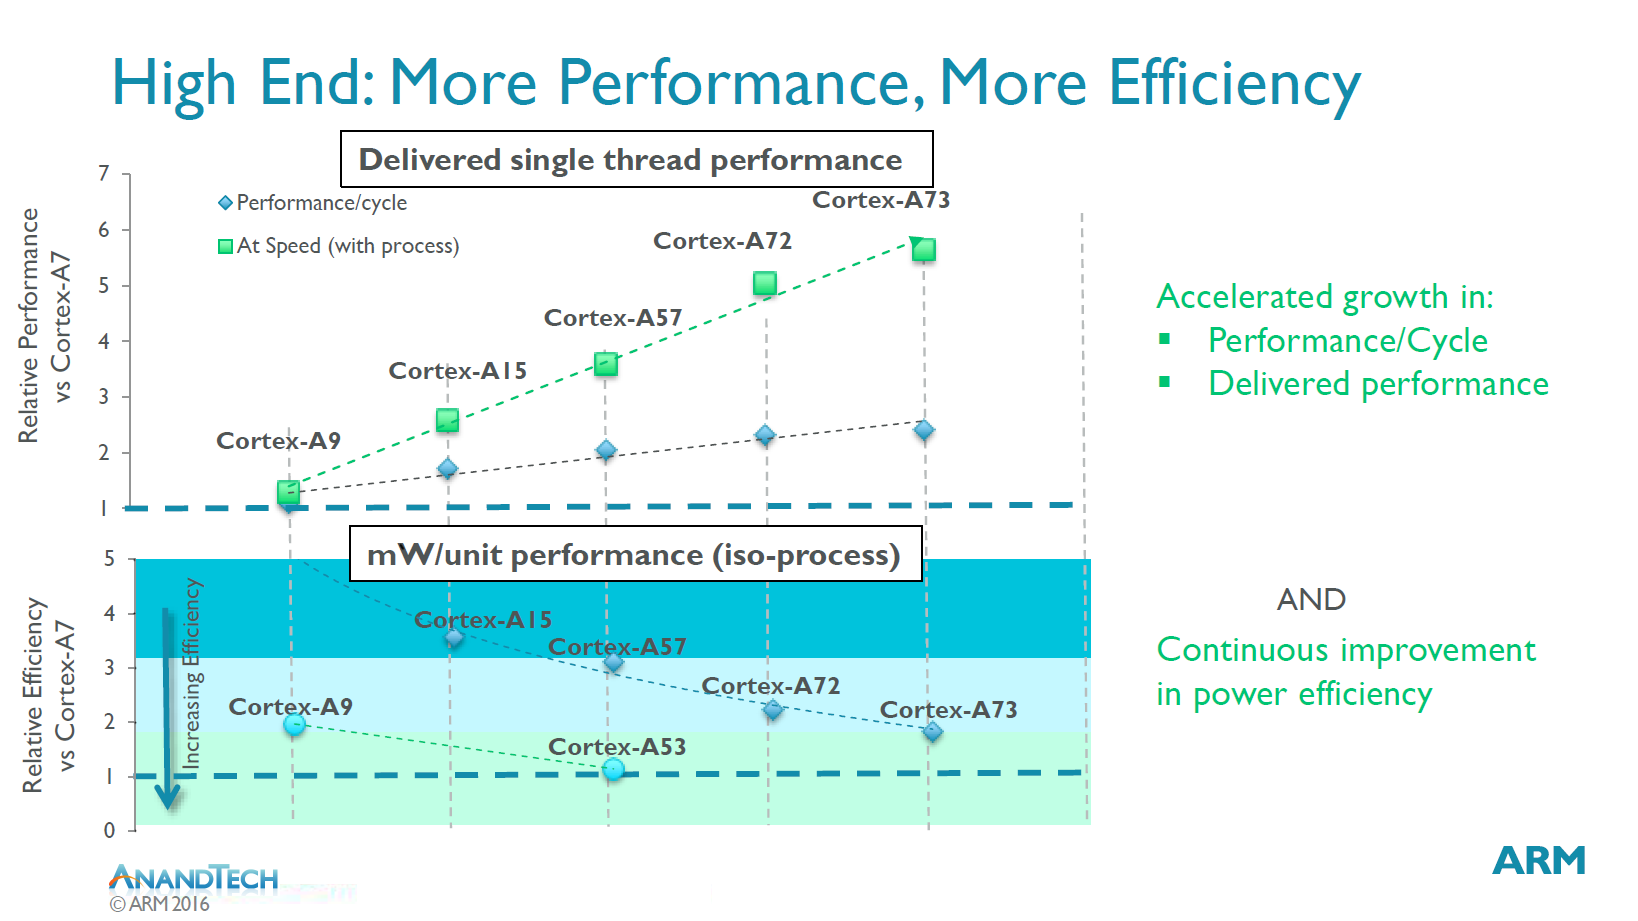 High End: More Performance, More Efficiency
Delivered single thread performance
7
6
5
4
3
2
1
Relative Performance
vs Cortex-A7
Performance/cycle
At Speed (with process)
Cortex-A9
Cortex-A15
Cortex-A57
Cortex-A72
Cortex-A73
Accelerated growth in:
▪ Performance/Cycle
▪ Delivered performance
mW/unit performance (iso-process)
5
4
3
2
1
0
Relative Efficiency
vs Cortex-A7
Increasing Efficiency
Cortex-A15
Cortex-A57
Cortex-A72
Cortex-A73
Cortex-A9
Cortex-A53
AND
Continuous improvement
in power efficiency
ANANDTECH
© ARM 2016
ARM